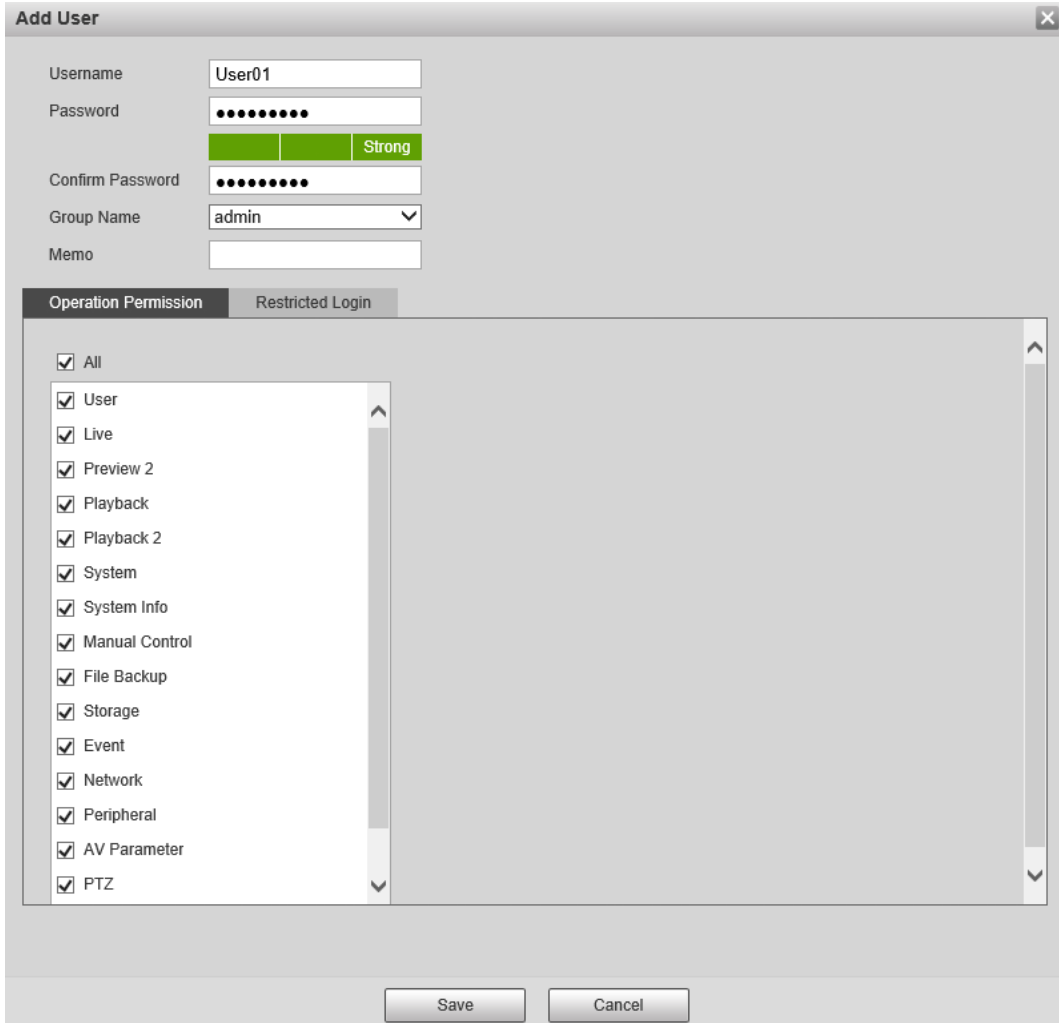 Add User
Username User01
Password ●●●●●●●●●
Strong
Confirm Password ●●●●●●●●●
Group Name admin
Memo
Operation Permission Restricted Login
All
User
Live
Preview 2
Playback
Playback 2
System
System Info
Manual Control
File Backup
Storage
Event
Network
Peripheral
AV Parameter
PTZ
Save Cancel